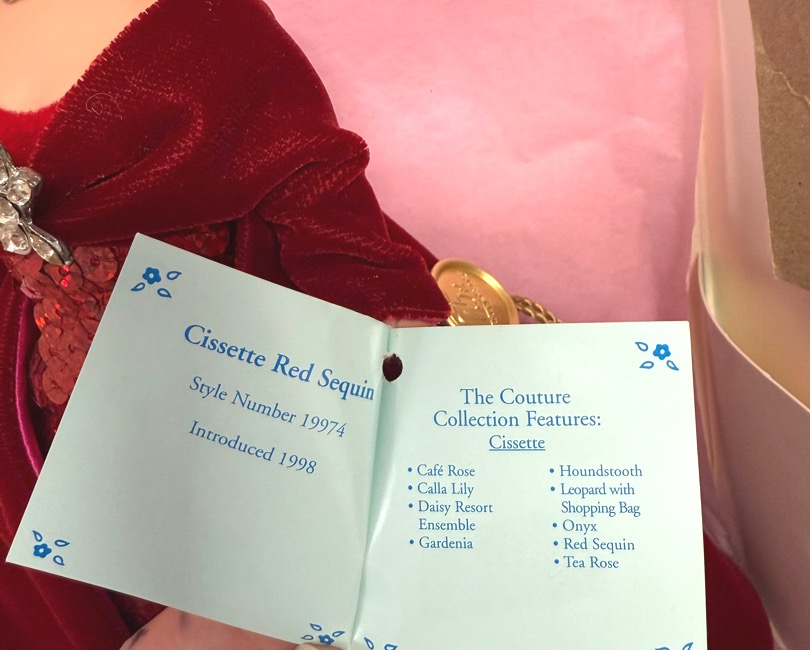 Cissette Red Sequin
Style Number 19974
Introduced 1998
The Couture
Collection Features:
Cissette
• Café Rose
• Calla Lily
• Daisy Resort
Ensemble
• Gardenia
• Houndstooth
• Leopard with
Shopping Bag
• Onyx
• Red Sequin
• Tea Rose